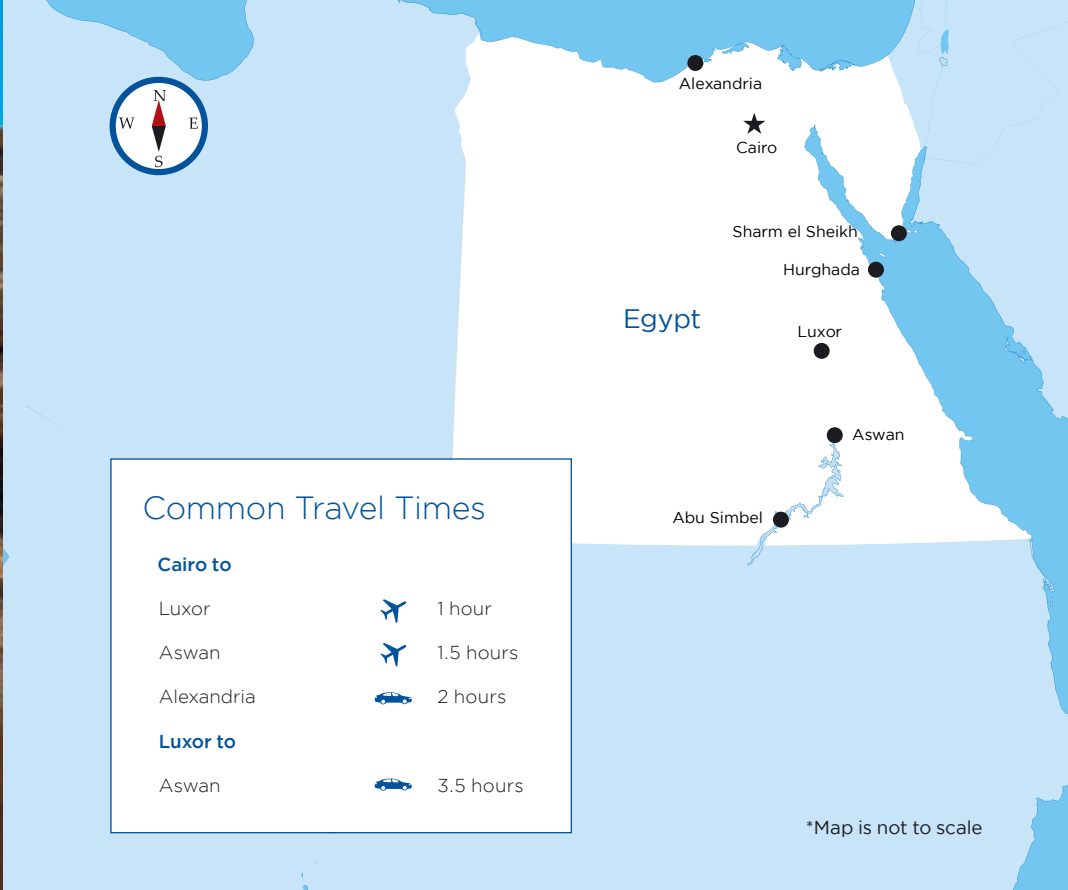 N
W
E
S
Alexandria
Cairo
Sharm el Sheikh
Hurghada
Egypt
Luxor
Aswan
Abu Simbel
Common Travel Times
Cairo to
Luxor 1 hour
Aswan 1.5 hours
Alexandria 2 hours
Luxor to
Aswan 3.5 hours
*Map is not to scale